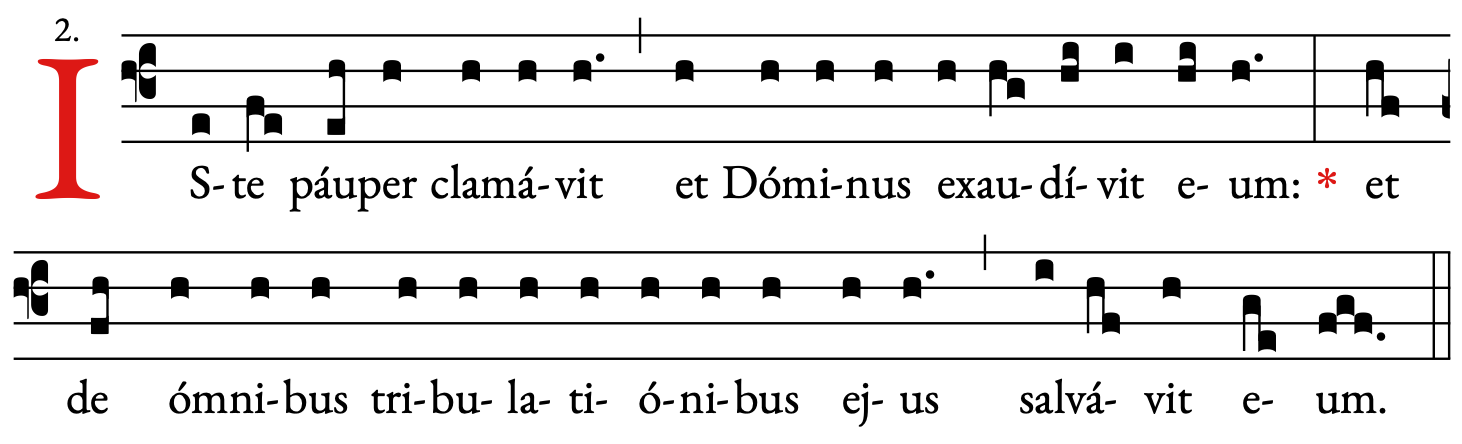 2.
IS-te páuper clamá-vit et Dómi-nus exau-dí-vit e-um: * et
de ómni-bus tri-bu-la-ti-ó-ni-bus ej-us salvá-vit e-um.